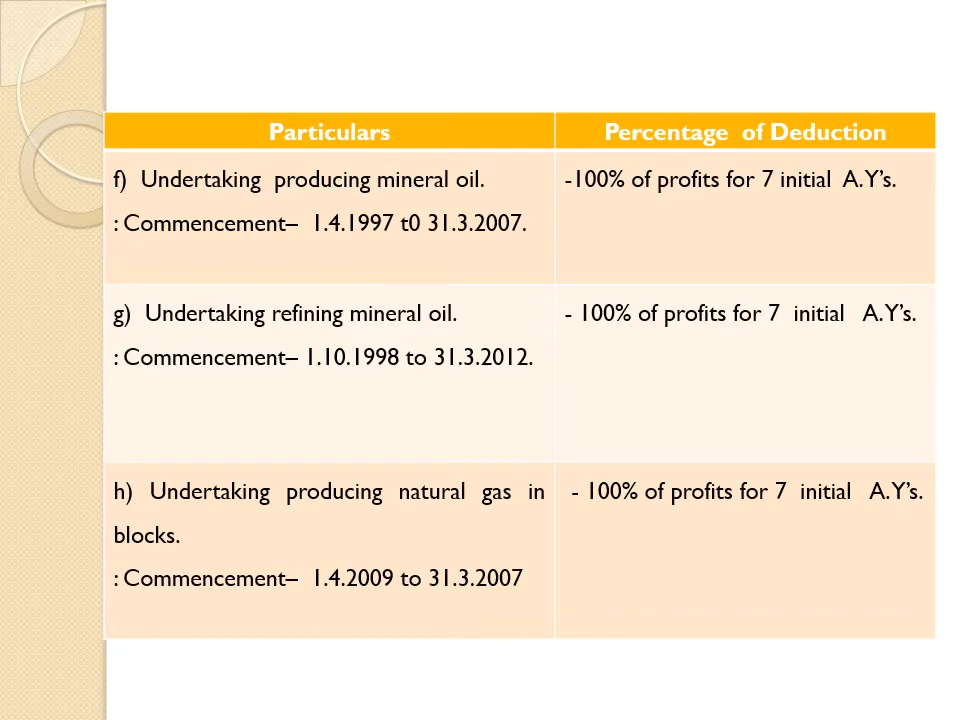 Particulars
Percentage of Deduction
f) Undertaking producing mineral oil.
: Commencement– 1.4.1997 t0 31.3.2007.
-100% of profits for 7 initial A.Y’s.
g) Undertaking refining mineral oil.
: Commencement– 1.10.1998 to 31.3.2012.
- 100% of profits for 7 initial A.Y’s.
h) Undertaking producing natural gas in
blocks.
: Commencement– 1.4.2009 to 31.3.2007
- 100% of profits for 7 initial A.Y’s.